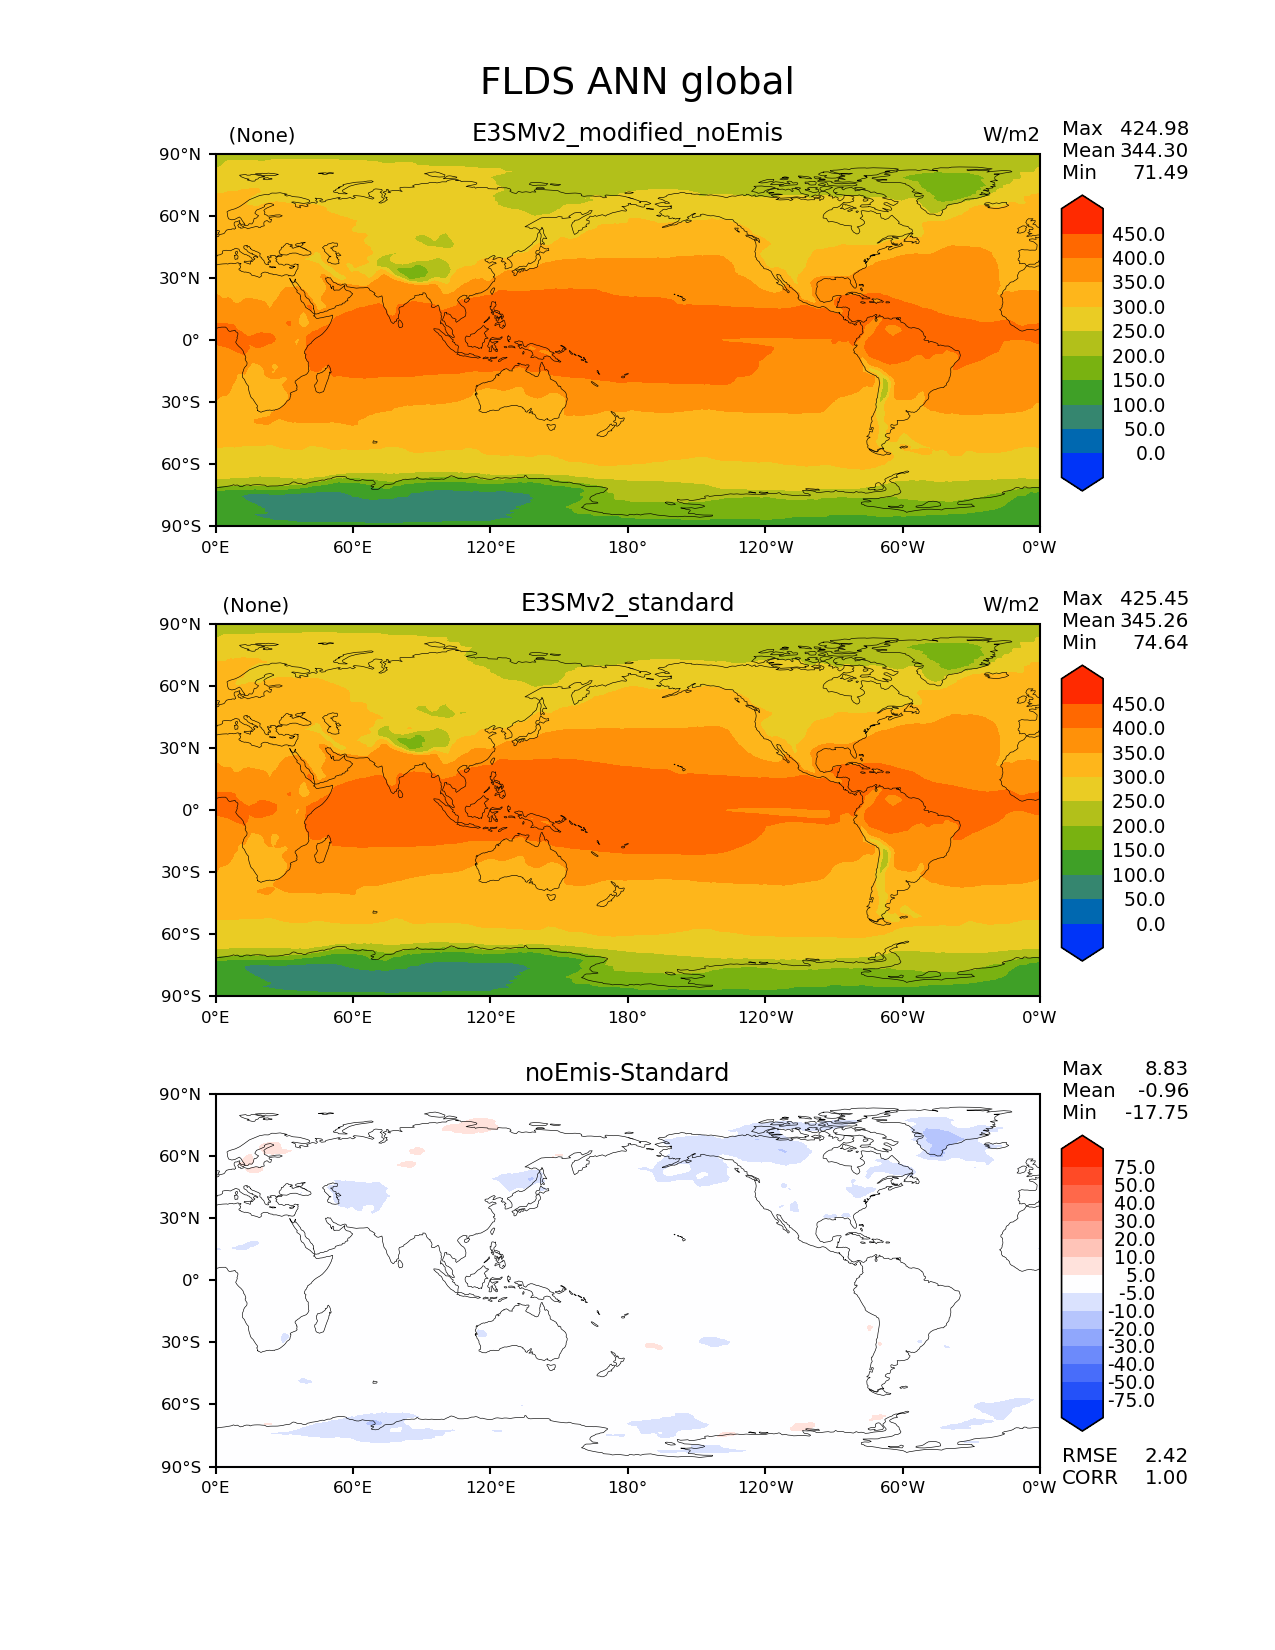 FLDS ANN global
(None) E3SMv2_modified_noEmis W/m2
Max 424.98
Mean 344.30
Min 71.49
90°N
60°N
30°N
0°
30°S
60°S
90°S
0°E 60°E 120°E 180° 120°W 60°W 0°W
450.0
400.0
350.0
300.0
250.0
200.0
150.0
100.0
50.0
0.0
(None) E3SMv2_standard W/m2
Max 425.45
Mean 345.26
Min 74.64
90°N
60°N
30°N
0°
30°S
60°S
90°S
0°E 60°E 120°E 180° 120°W 60°W 0°W
450.0
400.0
350.0
300.0
250.0
200.0
150.0
100.0
50.0
0.0
noEmis-Standard
Max 8.83
Mean -0.96
Min -17.75
90°N
60°N
30°N
0°
30°S
60°S
90°S
0°E 60°E 120°E 180° 120°W 60°W 0°W
75.0
50.0
40.0
30.0
20.0
10.0
5.0
-5.0
-10.0
-20.0
-30.0
-40.0
-50.0
-75.0
RMSE 2.42
CORR 1.00